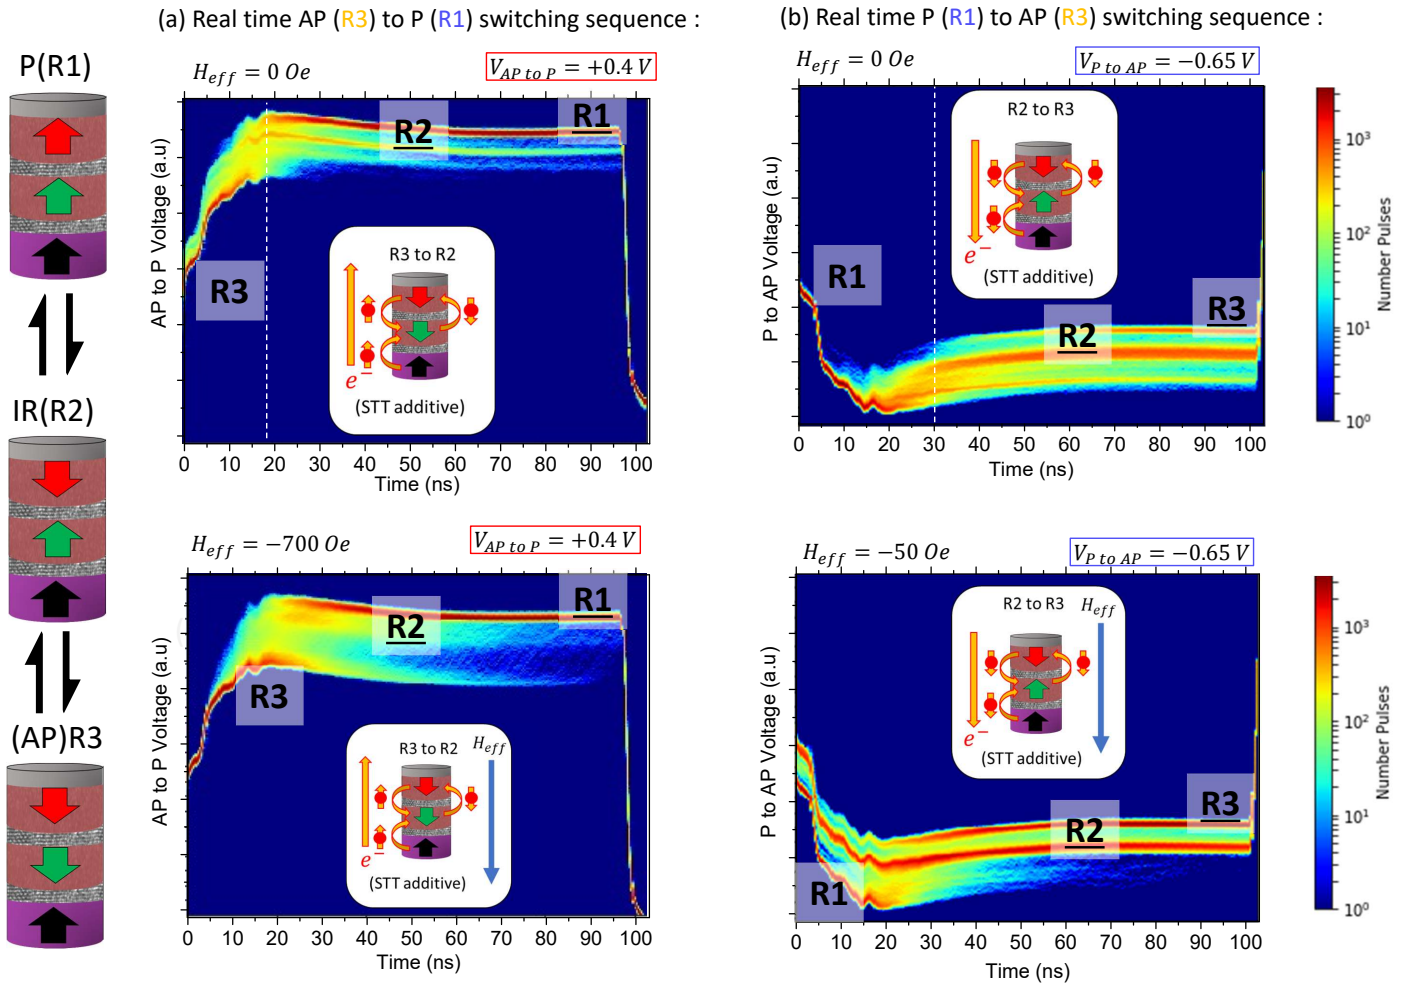 (a) Real time AP (R3) to P (R1) switching sequence :
(b) Real time P (R1) to AP (R3) switching sequence :
P(R1)
IR(R2)
(AP)R3
H_eff = 0 Oe
V_AP to P = +0.4 V
AP to P Voltage (a.u)
R3
R2
R1
R3 to R2
e⁻
(STT additive)
0 10 20 30 40 50 60 70 80 90 100
Time (ns)
H_eff = 0 Oe
V_P to AP = −0.65 V
P to AP Voltage (a.u)
R1
R2
R3
R2 to R3
e⁻
(STT additive)
0 10 20 30 40 50 60 70 80 90 100
Time (ns)
10³
10²
10¹
10⁰
Number Pulses
H_eff = −700 Oe
V_AP to P = +0.4 V
AP to P Voltage (a.u)
R3
R2
R1
R3 to R2
H_eff
e⁻
(STT additive)
0 10 20 30 40 50 60 70 80 90 100
Time (ns)
H_eff = −50 Oe
V_P to AP = −0.65 V
P to AP Voltage (a.u)
R1
R2
R3
R2 to R3
H_eff
e⁻
(STT additive)
0 10 20 30 40 50 60 70 80 90 100
Time (ns)
10³
10²
10¹
10⁰
Number Pulses